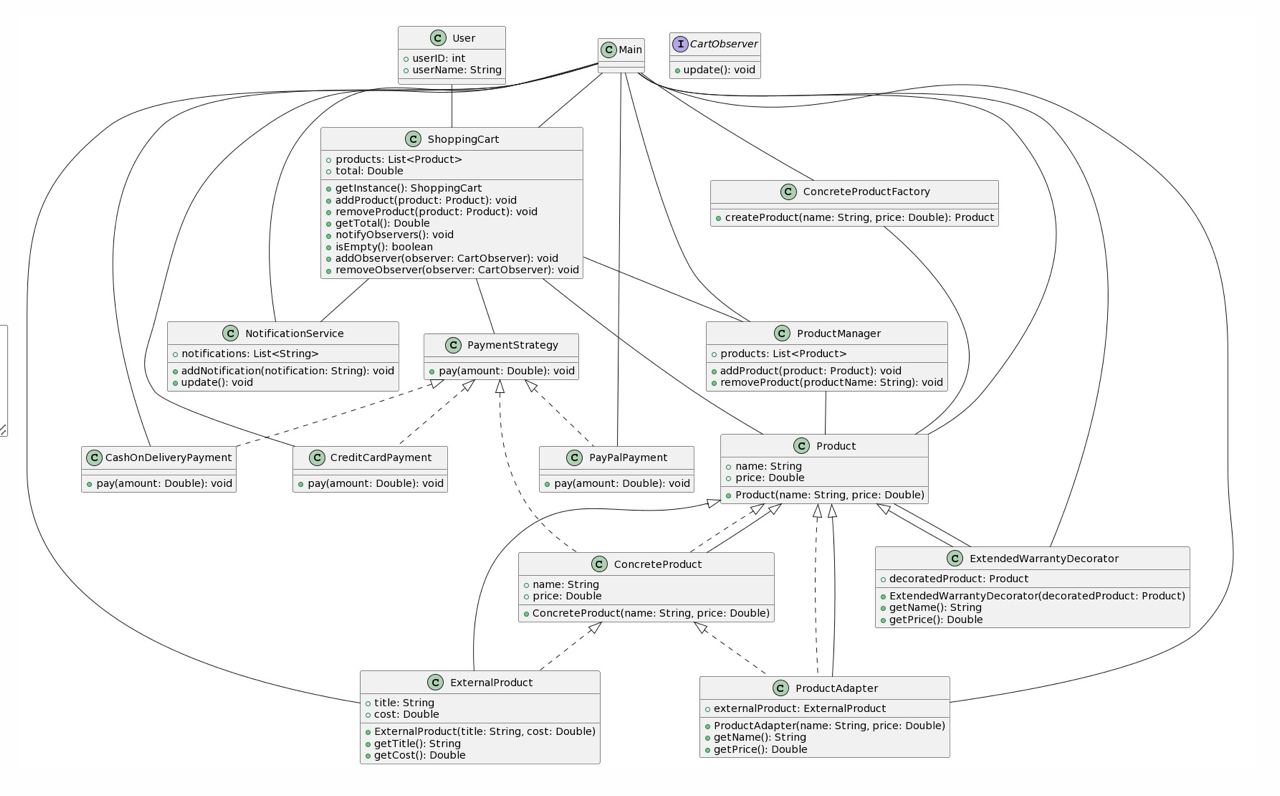 C User
userID: int
userName: String
C Main
I CartObserver
update(): void
C ShoppingCart
products: List<Product>
total: Double
getInstance(): ShoppingCart
addProduct(product: Product): void
removeProduct(product: Product): void
getTotal(): Double
notifyObservers(): void
isEmpty(): boolean
addObserver(observer: CartObserver): void
removeObserver(observer: CartObserver): void
C ConcreteProductFactory
createProduct(name: String, price: Double): Product
C NotificationService
notifications: List<String>
addNotification(notification: String): void
update(): void
C PaymentStrategy
pay(amount: Double): void
C ProductManager
products: List<Product>
addProduct(product: Product): void
removeProduct(productName: String): void
C CashOnDeliveryPayment
pay(amount: Double): void
C CreditCardPayment
pay(amount: Double): void
C PayPalPayment
pay(amount: Double): void
C Product
name: String
price: Double
Product(name: String, price: Double)
C ConcreteProduct
name: String
price: Double
ConcreteProduct(name: String, price: Double)
C ExtendedWarrantyDecorator
decoratedProduct: Product
ExtendedWarrantyDecorator(decoratedProduct: Product)
getName(): String
getPrice(): Double
C ExternalProduct
title: String
cost: Double
ExternalProduct(title: String, cost: Double)
getTitle(): String
getCost(): Double
C ProductAdapter
externalProduct: ExternalProduct
ProductAdapter(name: String, price: Double)
getName(): String
getPrice(): Double